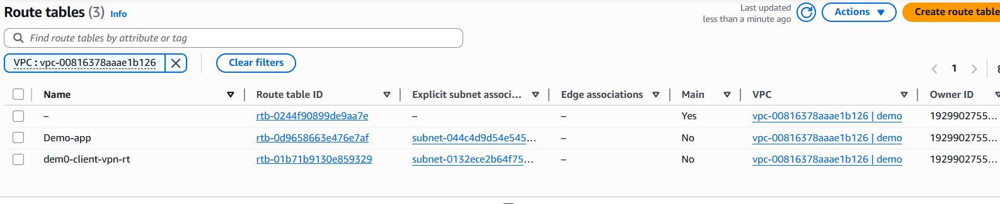 Route tables (3) Info
Last updated
less than a minute ago
Actions
Create route table
Find route tables by attribute or tag
VPC : vpc-00816378aaae1b126
Clear filters
1
Name Route table ID Explicit subnet associ... Edge associations Main VPC Owner ID
– rtb-0244f90899de9aa7e – – Yes vpc-00816378aaae1b126 | demo 1929902755...
Demo-app rtb-0d9658663e476e7af subnet-044c4d9d54e545... – No vpc-00816378aaae1b126 | demo 1929902755...
dem0-client-vpn-rt rtb-01b71b9130e859329 subnet-0132ece2b64f75... – No vpc-00816378aaae1b126 | demo 1929902755...